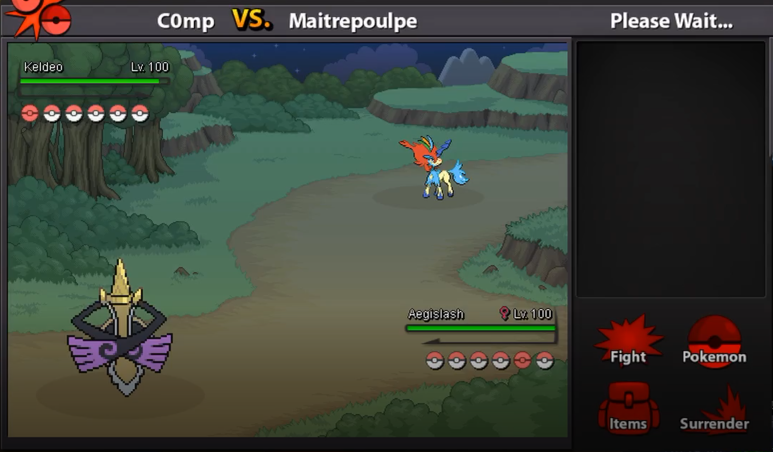 C0mp VS. Maitrepoulpe
Please Wait...
Keldeo Lv. 100
Aegislash ♀ Lv. 100
Fight Pokemon
Items Surrender